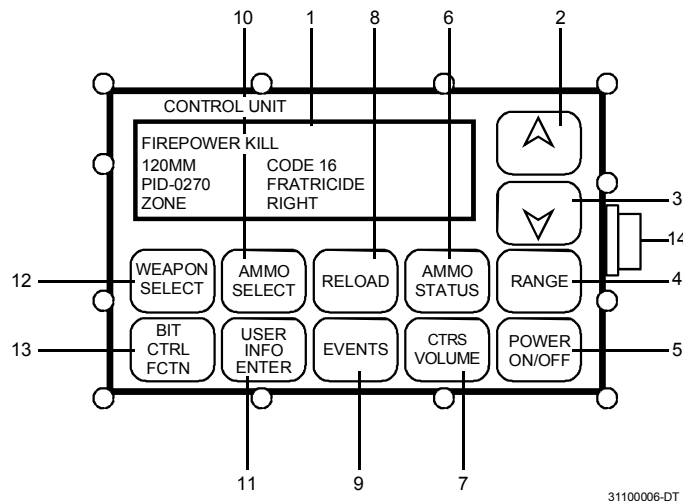 10 1 8 6 2
CONTROL UNIT
FIREPOWER KILL
120MM CODE 16
PID-0270 FRATRICIDE
ZONE RIGHT
3
14
12
WEAPON
SELECT
AMMO
SELECT
RELOAD
AMMO
STATUS
RANGE
4
13
BIT
CTRL
FCTN
USER
INFO
ENTER
EVENTS
CTRS
VOLUME
POWER
ON/OFF
5
11 9 7
31100006-DT